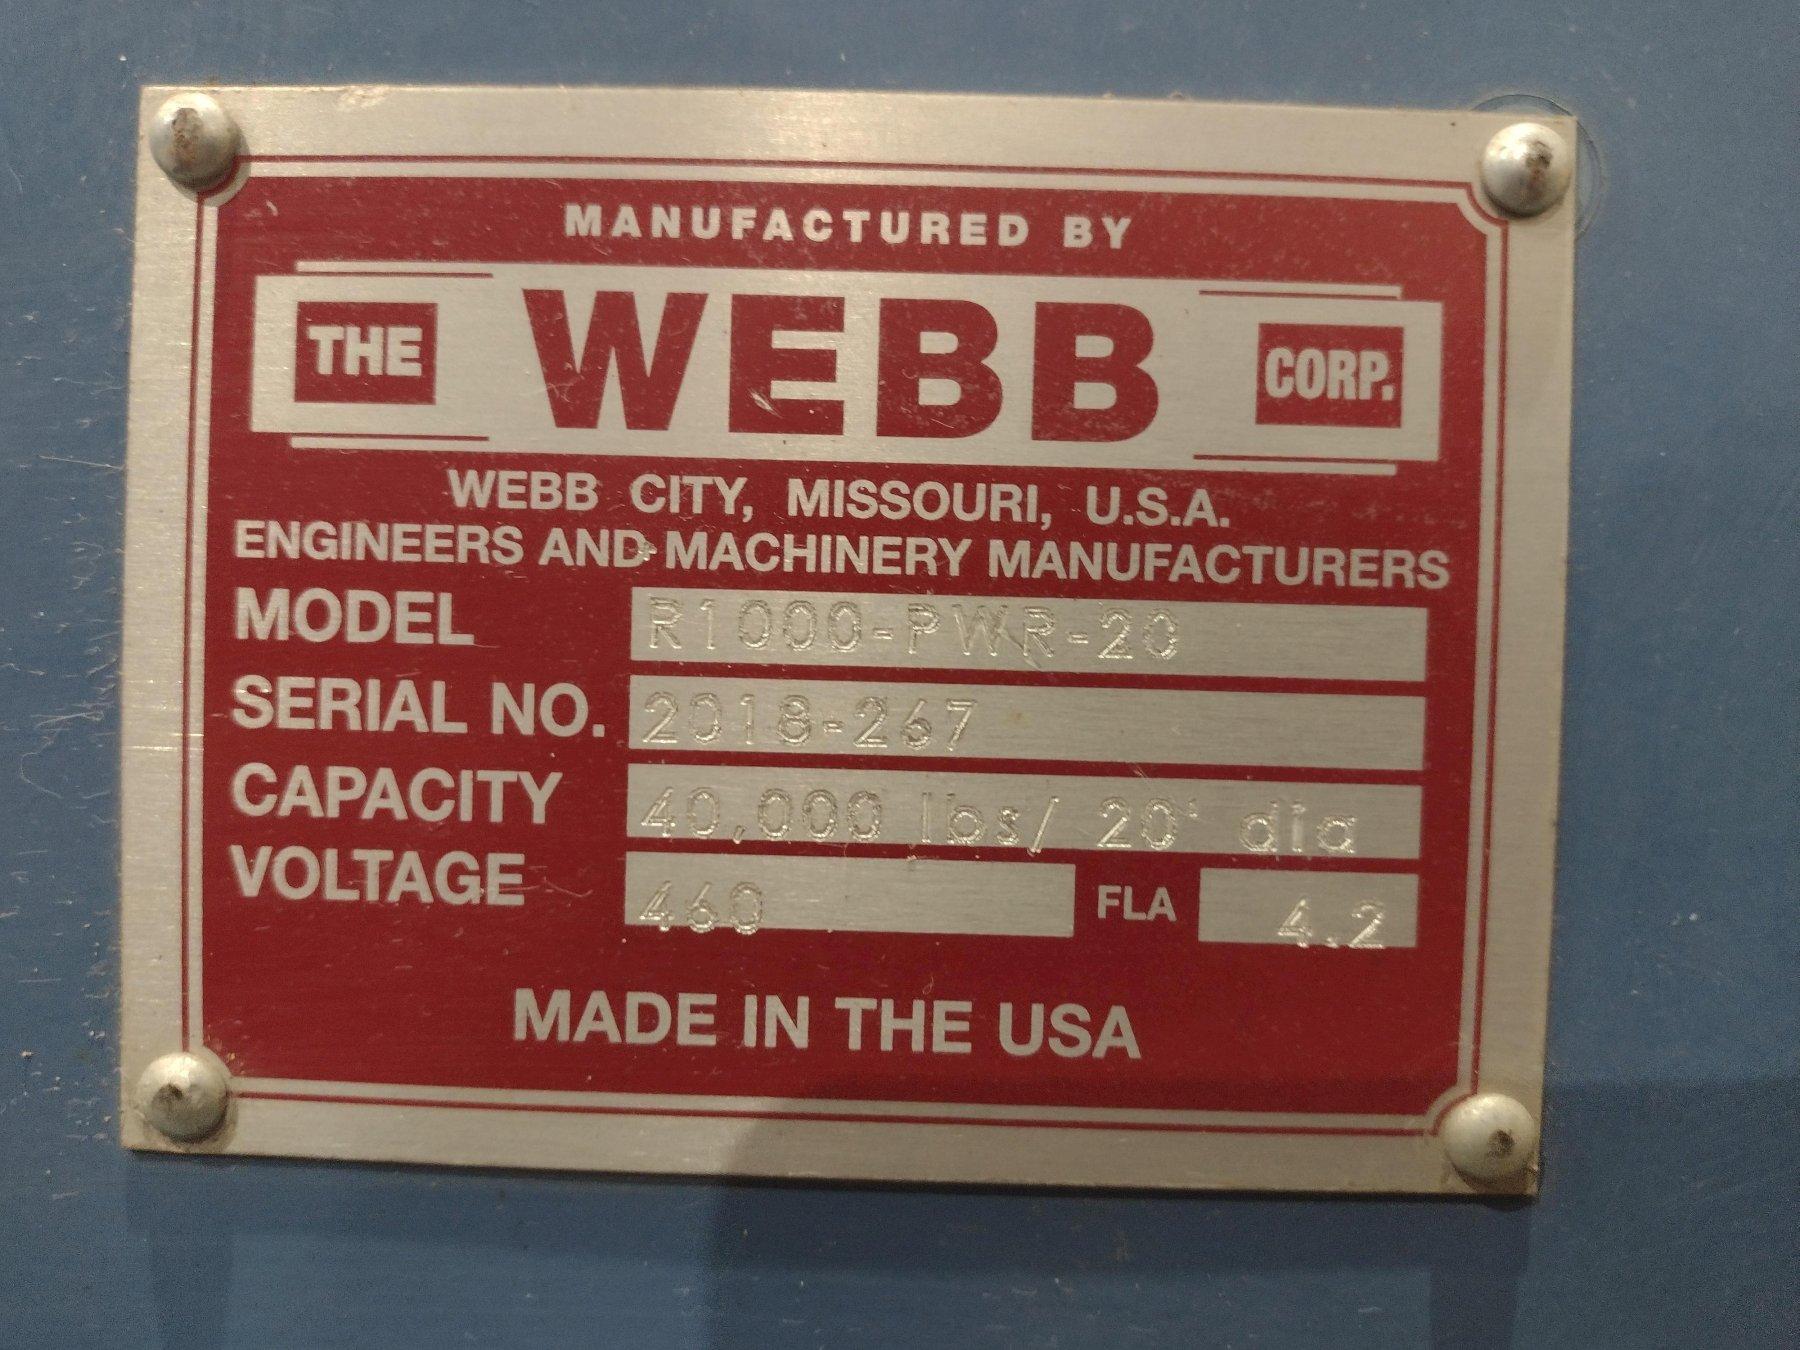 MANUFACTURED BY
THE WEBB CORP.
WEBB CITY, MISSOURI, U.S.A.
ENGINEERS AND MACHINERY MANUFACTURERS
MODEL R1000-PWR-20
SERIAL NO. 2018-267
CAPACITY 40,000 lbs/ 20' dia
VOLTAGE 460 FLA 4.2
MADE IN THE USA